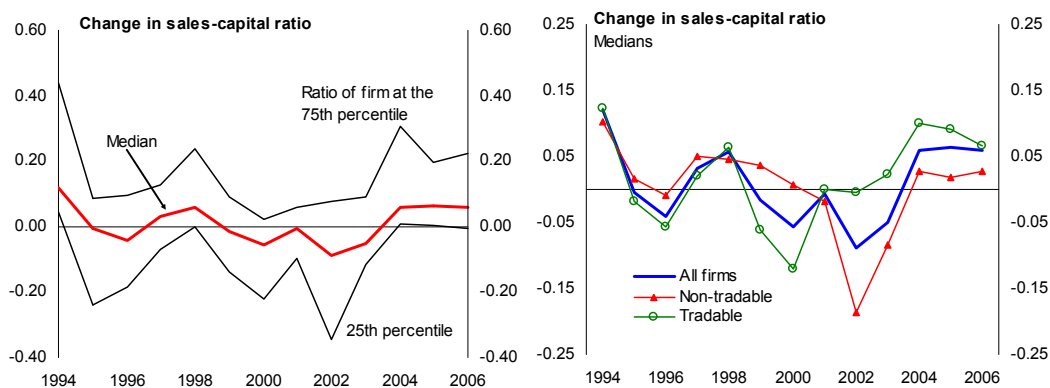 Change in sales-capital ratio
0.60
0.60
0.40
0.40
Ratio of firm at the
75th percentile
Median
0.20
0.20
0.00
0.00
-0.20
-0.20
25th percentile
-0.40
-0.40
1994 1996 1998 2000 2002 2004 2006
Change in sales-capital ratio
Medians
0.25
0.25
0.15
0.15
0.05
0.05
-0.05
-0.05
All firms
Non-tradable
Tradable
-0.15
-0.15
-0.25
-0.25
1994 1996 1998 2000 2002 2004 2006